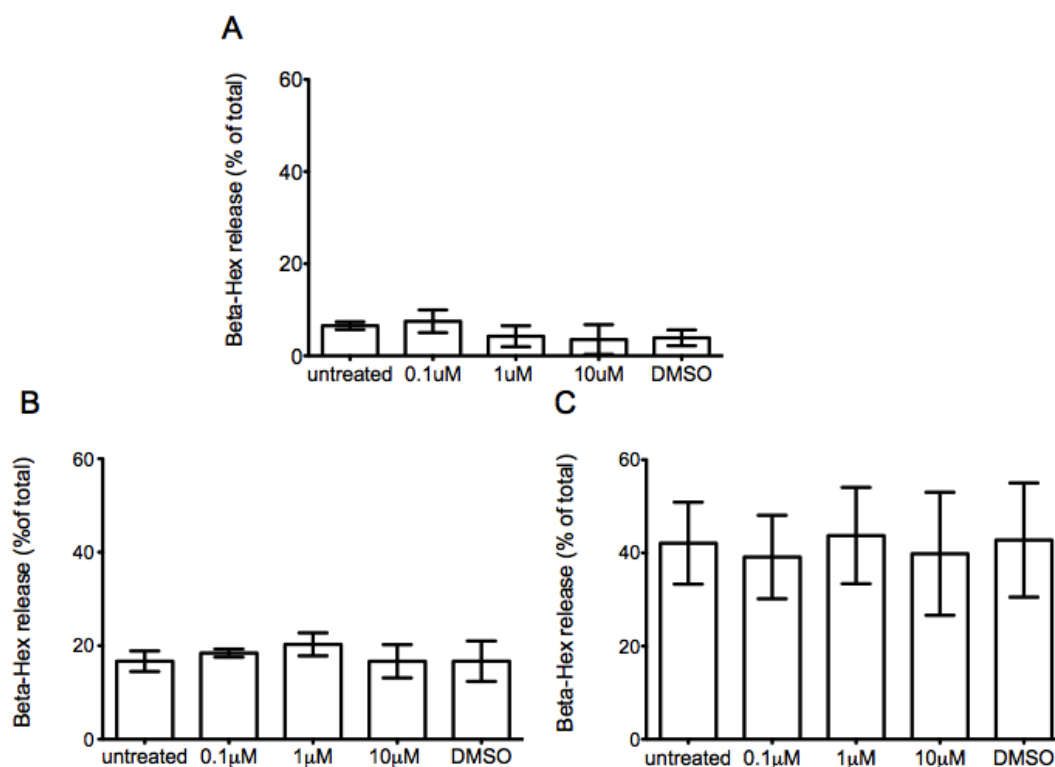 A
Beta-Hex release (% of total)
60
40
20
0
untreated 0.1uM 1uM 10uM DMSO
B
Beta-Hex release (%of total)
60
40
20
0
untreated 0.1µM 1µM 10µM DMSO
C
Beta-Hex release (% of total)
60
40
20
0
untreated 0.1µM 1µM 10µM DMSO